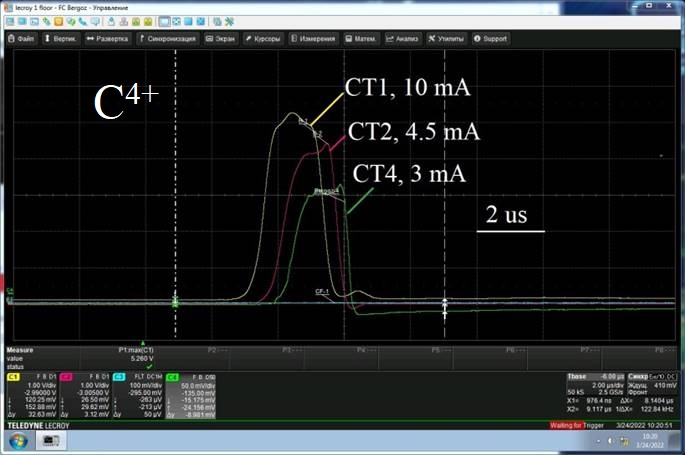 lecroy 1 floor - FC Bergoz - Управление
Файл Вертик. Развертка Синхронизация Экран Курсоры Измерения Матем. Анализ Утилиты Support
C4+
CT1, 10 mA
CT2, 4.5 mA
CT4, 3 mA
2 us
CF-1
Measure P1:max(C1) P2:--- P3:--- P4:--- P5:--- P6:--- P7:--- P8:---
value 5.260 V
status
C1 F B D1 C2 F B D1 C3 FLT DC1M C4 F B D50
1.00 V/div 1.00 V/div 100 mV/div 50.0 mV/div
-2.99000 V -3.00500 V -295.00 mV -135.00 mV
120.25 mV 26.50 mV -263 µV -15.175 mV
152.88 mV 29.62 mV -213 µV -24.156 mV
Δy 32.63 mV Δy 3.12 mV Δy 50 µV Δy -8.981 mV
Tbase -6.00 µs
2.00 µs/div
50 kS 2.5 GS/s
Синхр
Ждущ. 410 mV
Фронт
X1= 976.4 ns ΔX= 8.1404 µs
X2= 9.117 µs 1/ΔX= 122.84 kHz
TELEDYNE LECROY
Waiting for Trigger 3/24/2022 10:20:51
10:20
3/24/2022